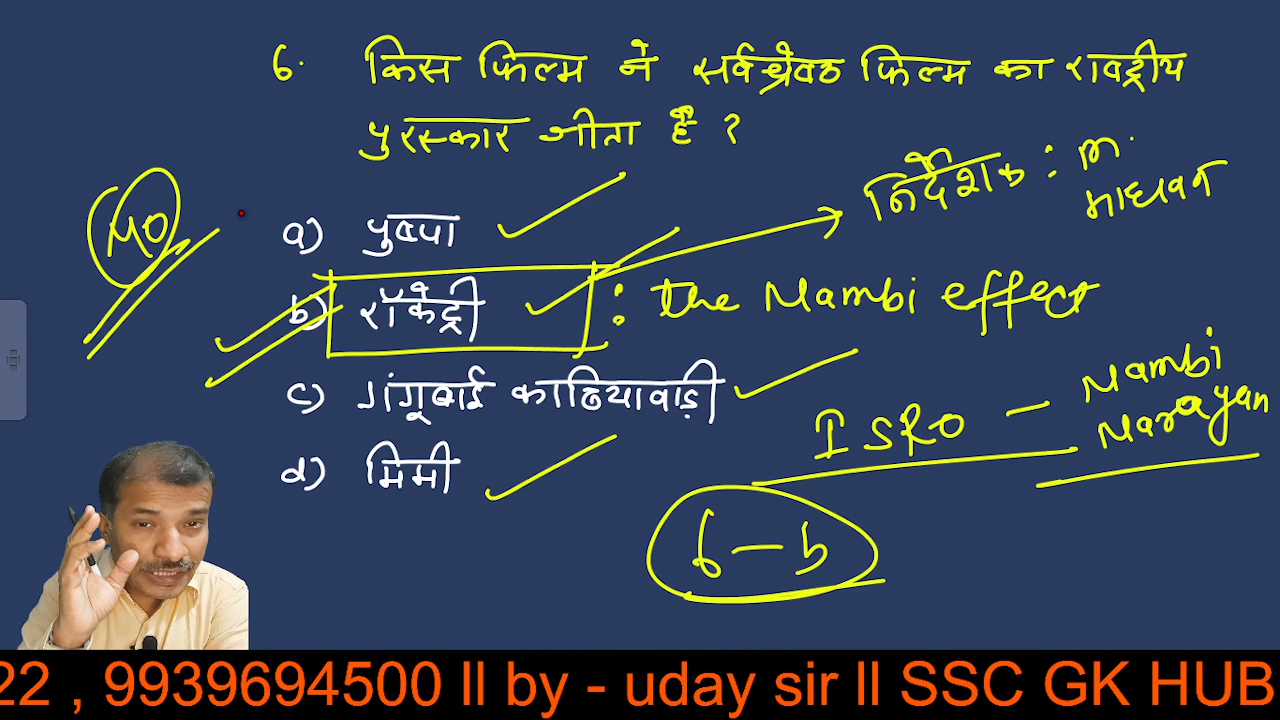 6. किस फिल्म ने सर्वश्रेष्ठ फिल्म का राष्ट्रीय
पुरस्कार जीता है ?
निर्देशक : m.
माधवन
No
a) पुष्पा
b) रॉकेट्री : the Nambi effect
c) गंगूबाई काठियावाड़ी
ISRO - Nambi
Narayan
d) मिमी
6 - b
22 , 9939694500 ll by - uday sir ll SSC GK HUB